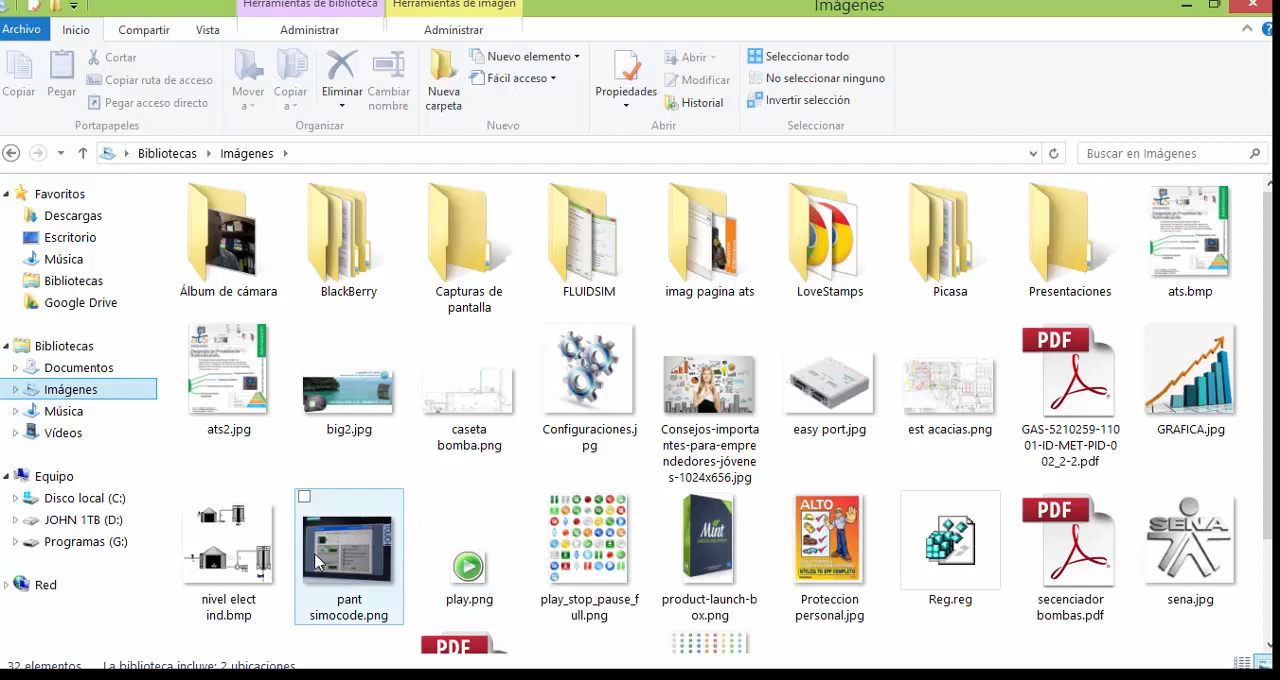 Herramientas de biblioteca
Herramientas de imagen
Imágenes
Archivo
Inicio
Compartir
Vista
Administrar
Administrar
Copiar
Pegar
Cortar
Copiar ruta de acceso
Pegar acceso directo
Portapapeles
Mover a
Copiar a
Eliminar
Cambiar nombre
Organizar
Nueva carpeta
Nuevo elemento
Fácil acceso
Nuevo
Propiedades
Abrir
Modificar
Historial
Abrir
Seleccionar todo
No seleccionar ninguno
Invertir selección
Seleccionar
Bibliotecas
Imágenes
Buscar en Imágenes
Favoritos
Descargas
Escritorio
Música
Bibliotecas
Google Drive
Bibliotecas
Documentos
Imágenes
Música
Vídeos
Equipo
Disco local (C:)
JOHN 1TB (D:)
Programas (G:)
Red
Álbum de cámara
BlackBerry
Capturas de
pantalla
FLUIDSIM
imag pagina ats
LoveStamps
Picasa
Presentaciones
ats.bmp
ats2.jpg
big2.jpg
caseta
bomba.png
Configuraciones.j
pg
Consejos-importa
ntes-para-empre
ndedores-jóvene
s-1024x656.jpg
easy port.jpg
est acacias.png
PDF
GAS-5210259-110
01-ID-MET-PID-0
02_2-2.pdf
GRAFICA.jpg
nivel elect
ind.bmp
pant
simocode.png
play.png
play_stop_pause_f
ull.png
Mint
product-launch-b
ox.png
ALTO
UTILIZA TU EPP COMPLETO
Proteccion
personal.jpg
Reg.reg
PDF
secenciador
bombas.pdf
SENA
sena.jpg
PDF
32 elementos
La biblioteca incluye: 2 ubicaciones